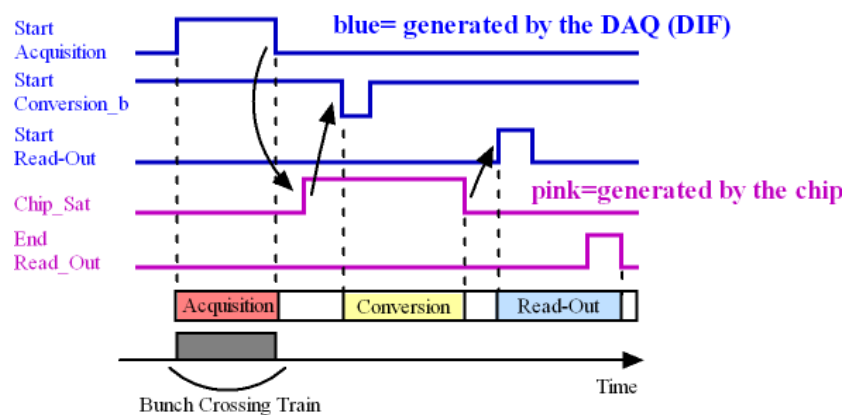 blue= generated by the DAQ (DIF)
Start
Acquisition
Start
Conversion_b
Start
Read-Out
pink=generated by the chip
Chip_Sat
End
Read_Out
Acquisition
Conversion
Read-Out
Time
Bunch Crossing Train